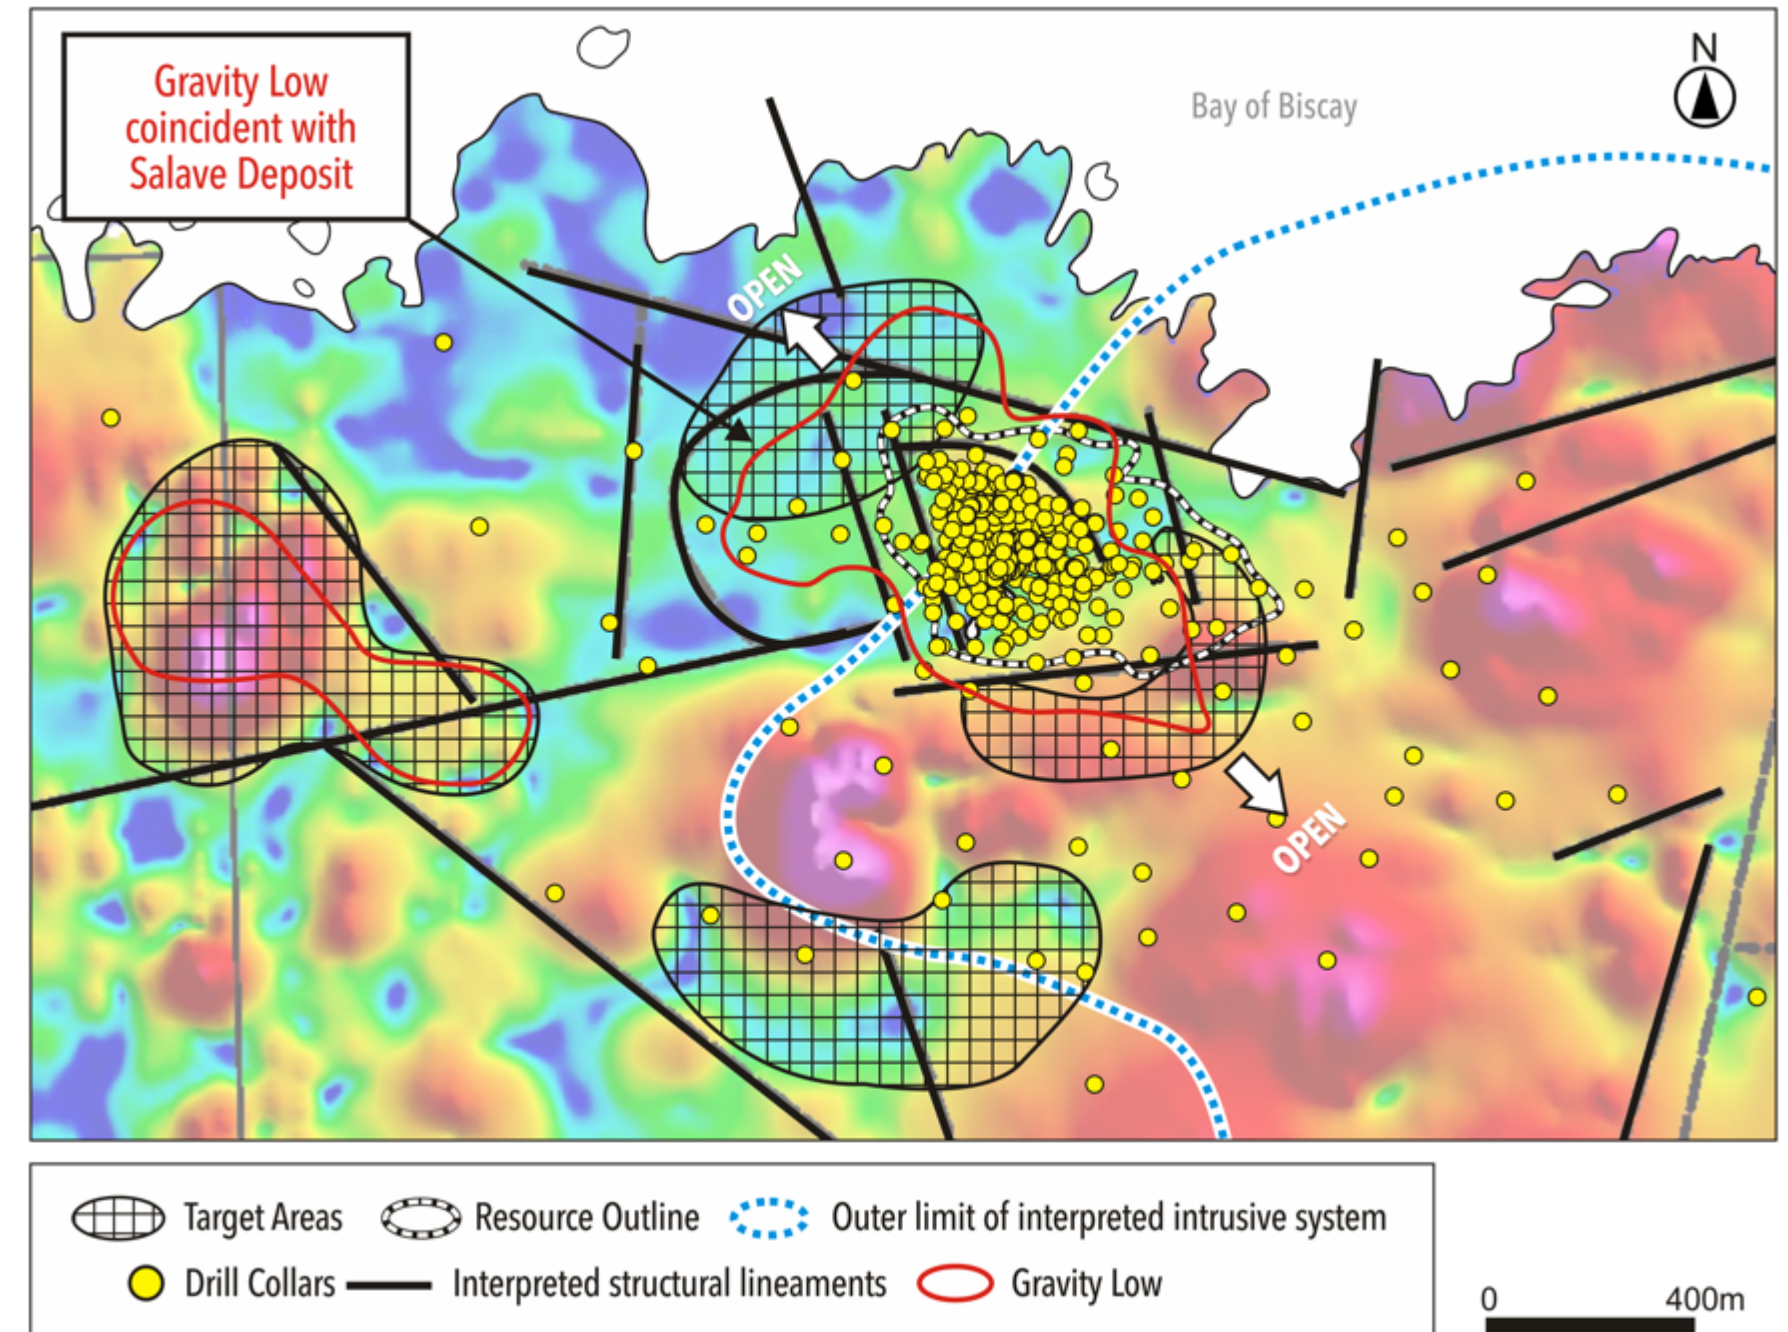 Gravity Low
coincident with
Salave Deposit
N
Bay of Biscay
OPEN
OPEN
Target Areas
Resource Outline
Outer limit of interpreted intrusive system
Drill Collars
Interpreted structural lineaments
Gravity Low
0 400m